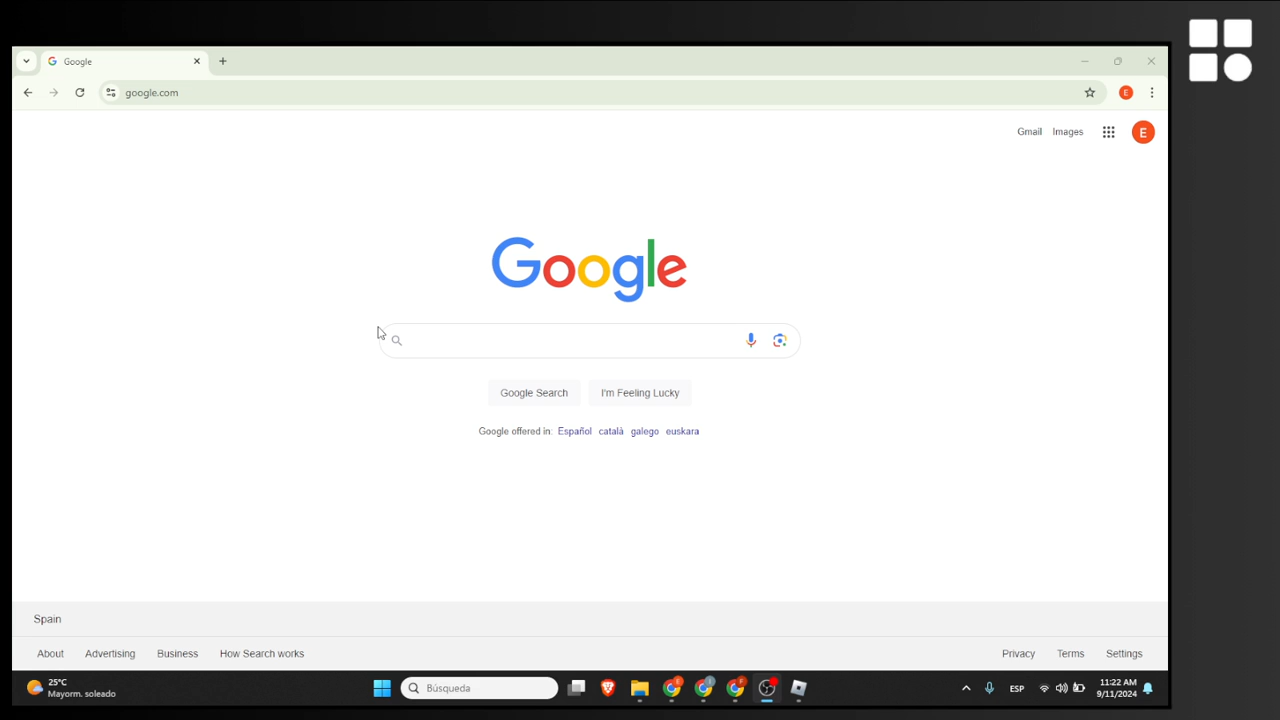 Google
google.com
Gmail Images E
Google
Google Search I'm Feeling Lucky
Google offered in: Español català galego euskara
Spain
About Advertising Business How Search works Privacy Terms Settings
25°C
Mayorm. soleado
Búsqueda
ESP
11:22 AM
9/11/2024